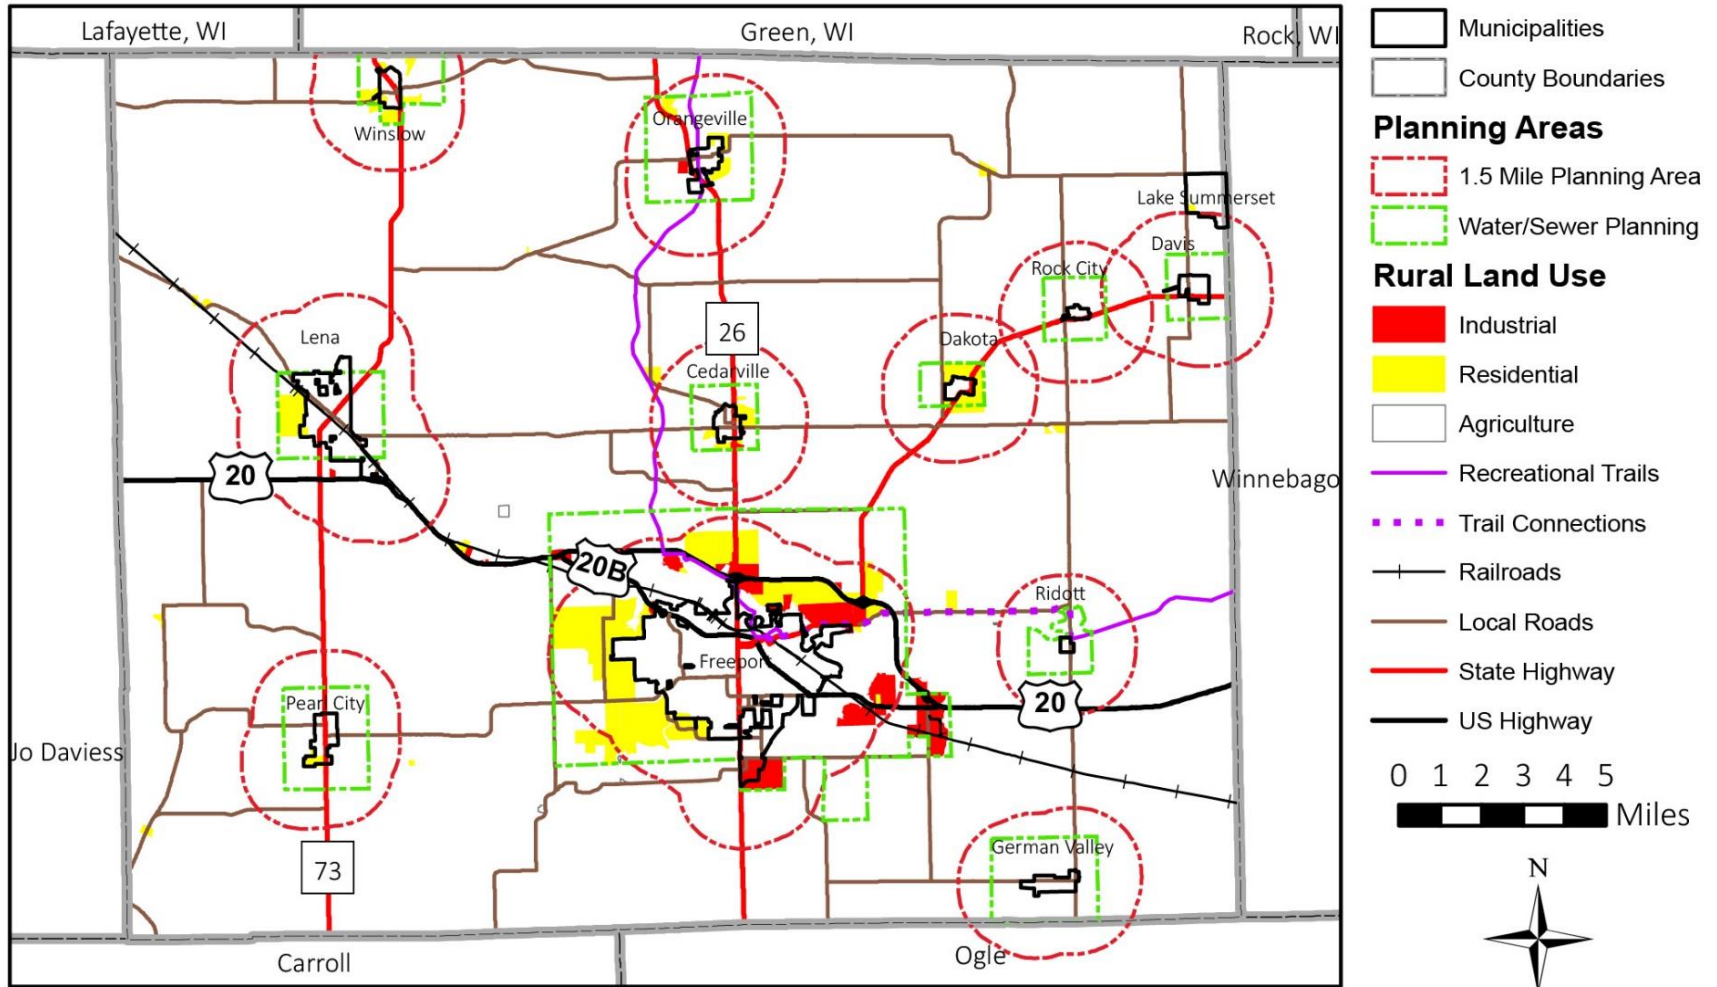 Lafayette, WI
Green, WI
Rock, WI
Winslow
Orangeville
Lake Summerset
Davis
Rock City
Lena
26
Dakota
Cedarville
20
Winnebago
20B
Ridott
Freeport
Pearl City
20
Jo Daviess
German Valley
73
Carroll
Ogle
Municipalities
County Boundaries
Planning Areas
1.5 Mile Planning Area
Water/Sewer Planning
Rural Land Use
Industrial
Residential
Agriculture
Recreational Trails
Trail Connections
Railroads
Local Roads
State Highway
US Highway
0 1 2 3 4 5
Miles
N